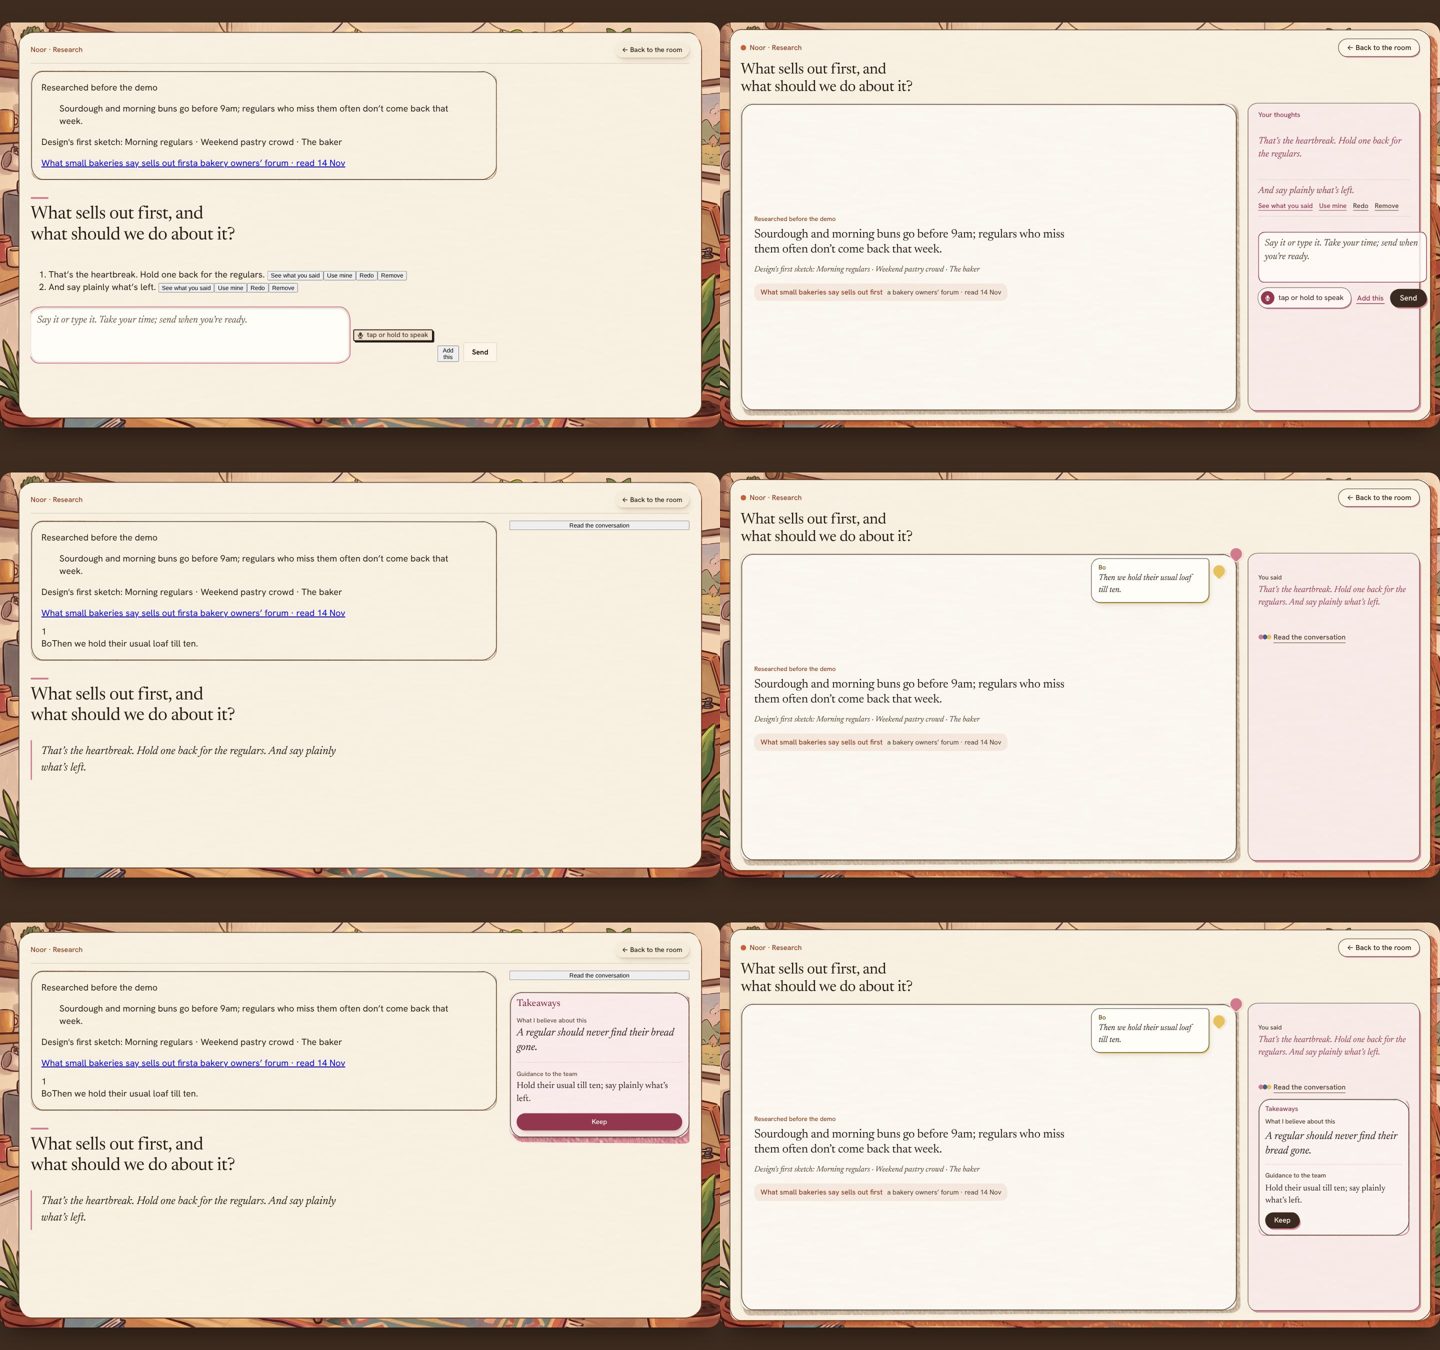 Noor · Research
← Back to the room
Researched before the demo
Sourdough and morning buns go before 9am; regulars who miss them often don’t come back that
week.
Design's first sketch: Morning regulars · Weekend pastry crowd · The baker
What small bakeries say sells out firsta bakery owners’ forum · read 14 Nov
What sells out first, and
what should we do about it?
1. That’s the heartbreak. Hold one back for the regulars. See what you said Use mine Redo Remove
2. And say plainly what’s left. See what you said Use mine Redo Remove
Say it or type it. Take your time; send when you’re ready.
tap or hold to speak
Add
this
Send
Noor · Research
← Back to the room
What sells out first, and
what should we do about it?
Researched before the demo
Sourdough and morning buns go before 9am; regulars who miss
them often don’t come back that week.
Design's first sketch: Morning regulars · Weekend pastry crowd · The baker
What small bakeries say sells out first a bakery owners’ forum · read 14 Nov
Your thoughts
That’s the heartbreak. Hold one back for
the regulars.
And say plainly what’s left.
See what you said Use mine Redo Remove
Say it or type it. Take your time; send when
you’re ready.
tap or hold to speak Add this Send
Noor · Research
← Back to the room
Researched before the demo
Sourdough and morning buns go before 9am; regulars who miss them often don’t come back that
week.
Design's first sketch: Morning regulars · Weekend pastry crowd · The baker
What small bakeries say sells out firsta bakery owners’ forum · read 14 Nov
1
BoThen we hold their usual loaf till ten.
Read the conversation
What sells out first, and
what should we do about it?
That’s the heartbreak. Hold one back for the regulars. And say plainly
what’s left.
Noor · Research
← Back to the room
What sells out first, and
what should we do about it?
Bo
Then we hold their usual loaf
till ten.
Researched before the demo
Sourdough and morning buns go before 9am; regulars who miss
them often don’t come back that week.
Design's first sketch: Morning regulars · Weekend pastry crowd · The baker
What small bakeries say sells out first a bakery owners’ forum · read 14 Nov
You said
That’s the heartbreak. Hold one back for the
regulars. And say plainly what’s left.
Read the conversation
Noor · Research
← Back to the room
Researched before the demo
Sourdough and morning buns go before 9am; regulars who miss them often don’t come back that
week.
Design's first sketch: Morning regulars · Weekend pastry crowd · The baker
What small bakeries say sells out firsta bakery owners’ forum · read 14 Nov
1
BoThen we hold their usual loaf till ten.
What sells out first, and
what should we do about it?
That’s the heartbreak. Hold one back for the regulars. And say plainly
what’s left.
Read the conversation
Takeaways
What I believe about this
A regular should never find their bread
gone.
Guidance to the team
Hold their usual till ten; say plainly what’s
left.
Keep
Noor · Research
← Back to the room
What sells out first, and
what should we do about it?
Bo
Then we hold their usual loaf
till ten.
Researched before the demo
Sourdough and morning buns go before 9am; regulars who miss
them often don’t come back that week.
Design's first sketch: Morning regulars · Weekend pastry crowd · The baker
What small bakeries say sells out first a bakery owners’ forum · read 14 Nov
You said
That’s the heartbreak. Hold one back for the
regulars. And say plainly what’s left.
Read the conversation
Takeaways
What I believe about this
A regular should never find their
bread gone.
Guidance to the team
Hold their usual till ten; say plainly
what’s left.
Keep